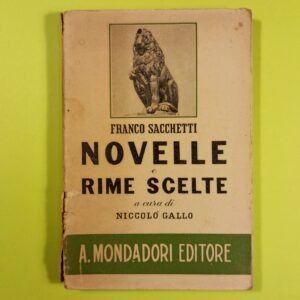 FRANCO SACCHETTI
NOVELLE
e
RIME SCELTE
a cura di
NICCOLÒ GALLO
A. MONDADORI EDITORE